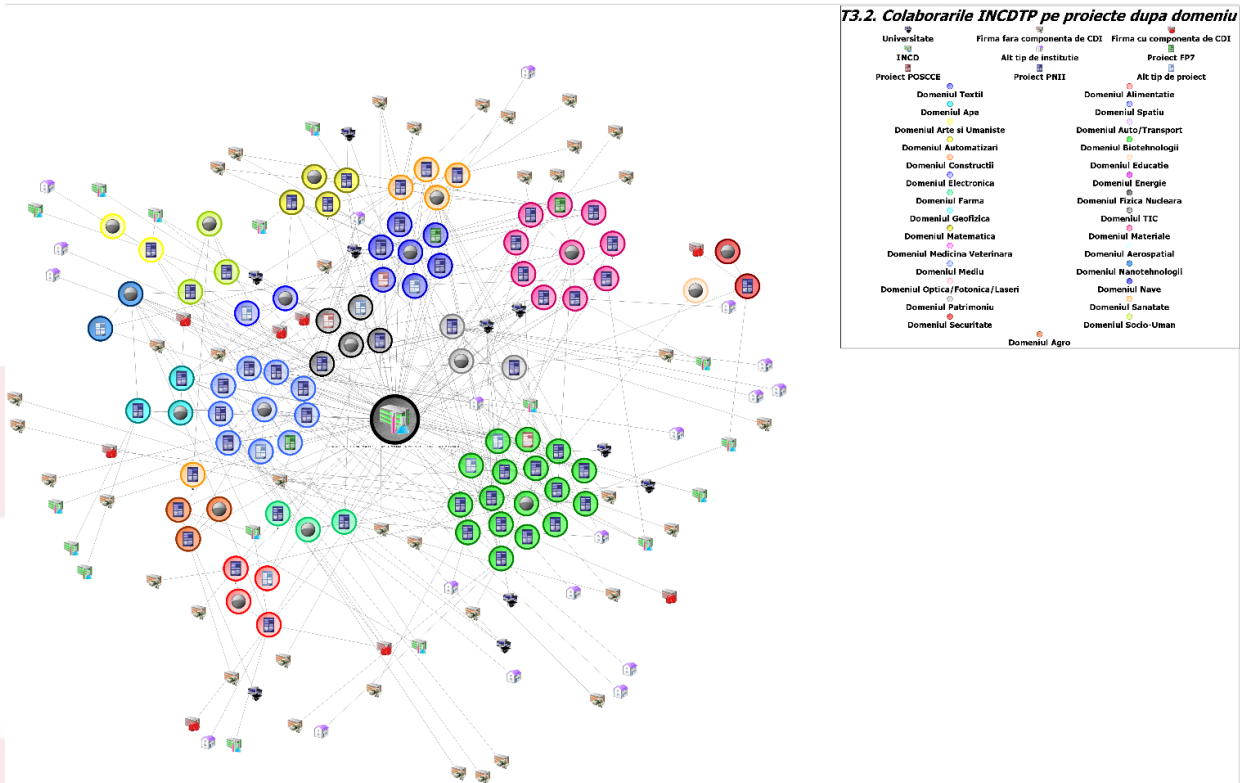 T3.2. Colaborarile INCDTP pe proiecte dupa domeniu
Universitate Firma fara componenta de CDI Firma cu componenta de CDI
INCD Alt tip de institutie Proiect FP7
Proiect POSCCE Proiect PNII Alt tip de proiect
Domeniul Textil Domeniul Alimentatie
Domeniul Ape Domeniul Spatiu
Domeniul Arte si Umaniste Domeniul Auto/Transport
Domeniul Automatizari Domeniul Biotehnologii
Domeniul Constructii Domeniul Educatie
Domeniul Electronica Domeniul Energie
Domeniul Farma Domeniul Fizica Nucleara
Domeniul Geofizica Domeniul TIC
Domeniul Matematica Domeniul Materiale
Domeniul Medicina Veterinara Domeniul Aerospatial
Domeniul Mediu Domeniul Nanotehnologii
Domeniul Optica/Fotonica/Laseri Domeniul Nave
Domeniul Patrimoniu Domeniul Sanatate
Domeniul Securitate Domeniul Socio-Uman
Domeniul Agro